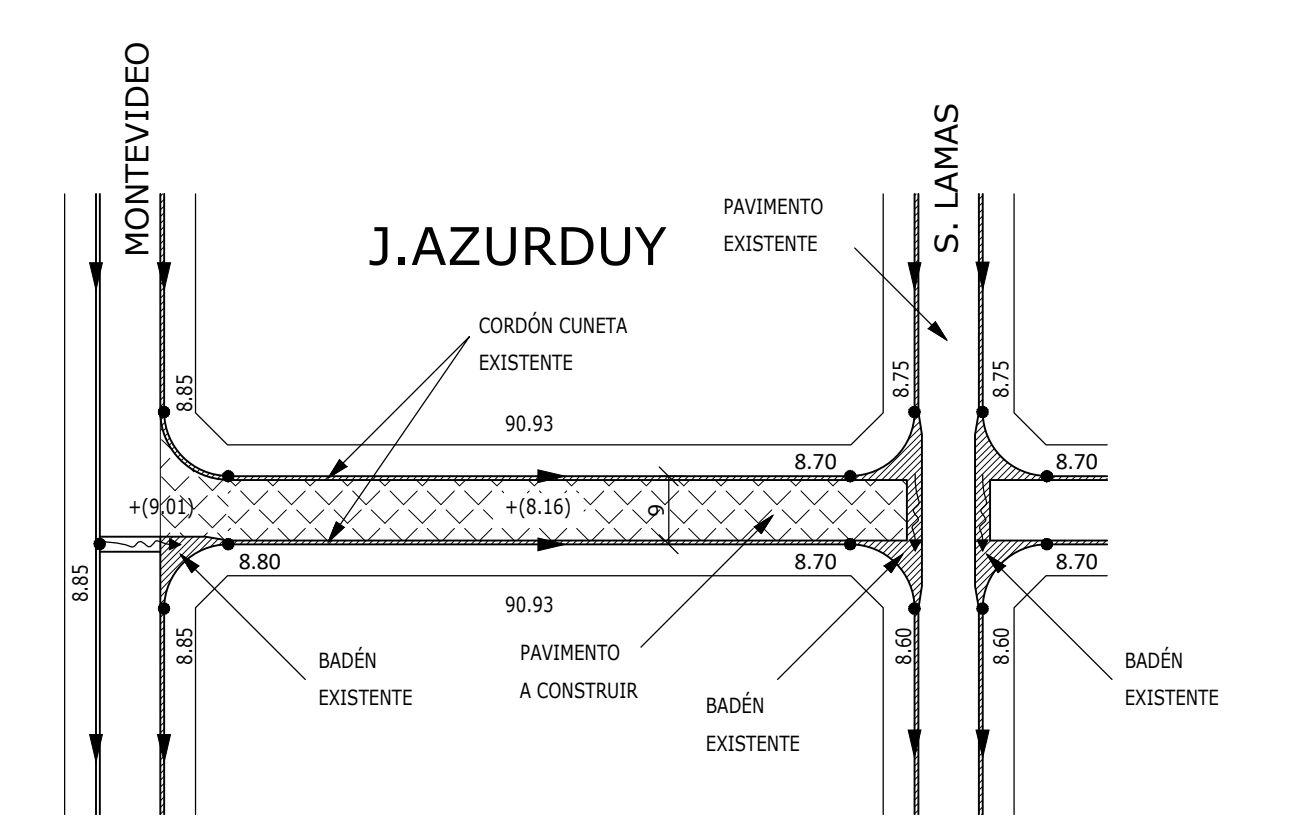 MONTEVIDEO
S. LAMAS
J.AZURDUY
PAVIMENTO
EXISTENTE
CORDÓN CUNETA
EXISTENTE
8.85
8.75
8.75
90.93
8.70
8.70
+(9.01)
+(8.16)
9
8.80
8.70
8.70
8.85
90.93
8.85
8.60
8.60
BADÉN
EXISTENTE
PAVIMENTO
A CONSTRUIR
BADÉN
EXISTENTE
BADÉN
EXISTENTE